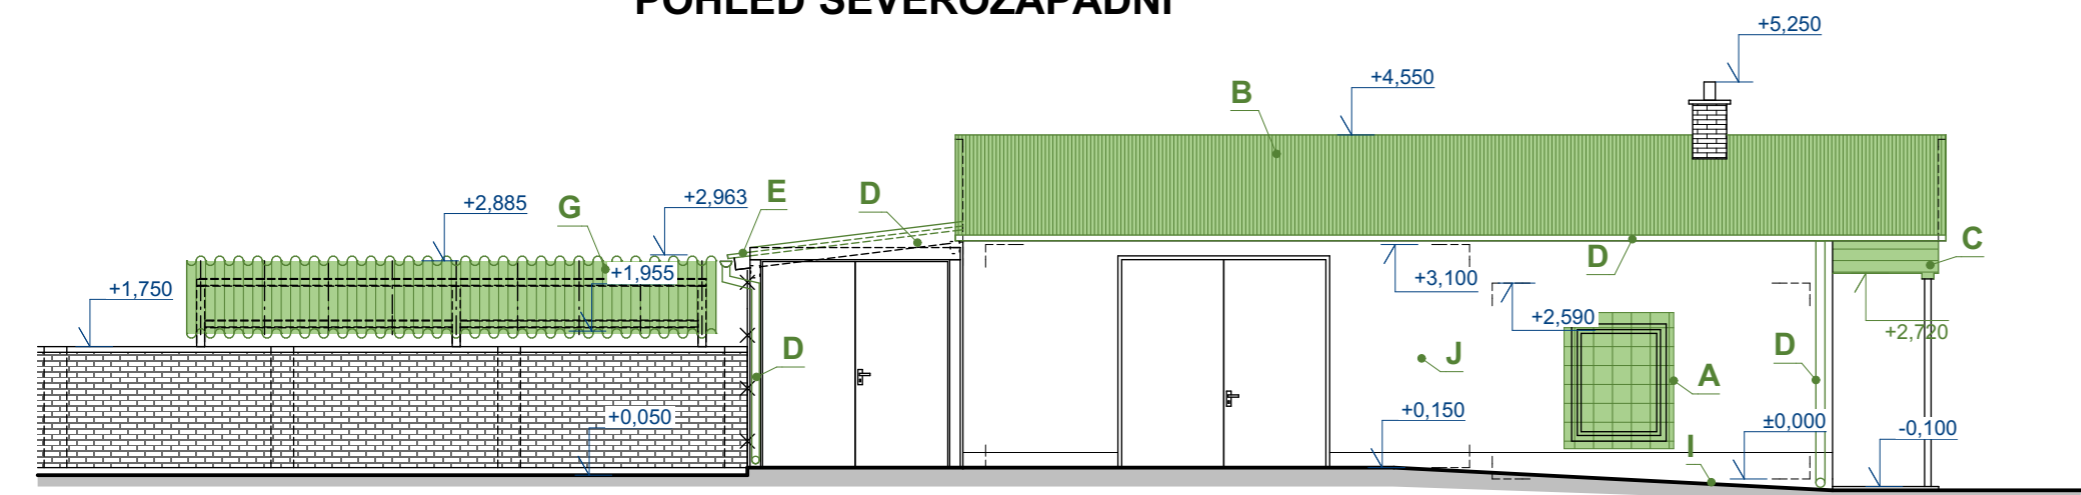 POHLED SEVEROZÁPADNÍ
+5,250
+4,550
B
+2,963
E
D
+2,885
G
C
D
+1,955
+3,100
+1,750
+2,590
+2,720
D
J
D
A
+0,050
+0,150
±0,000
-0,100
I